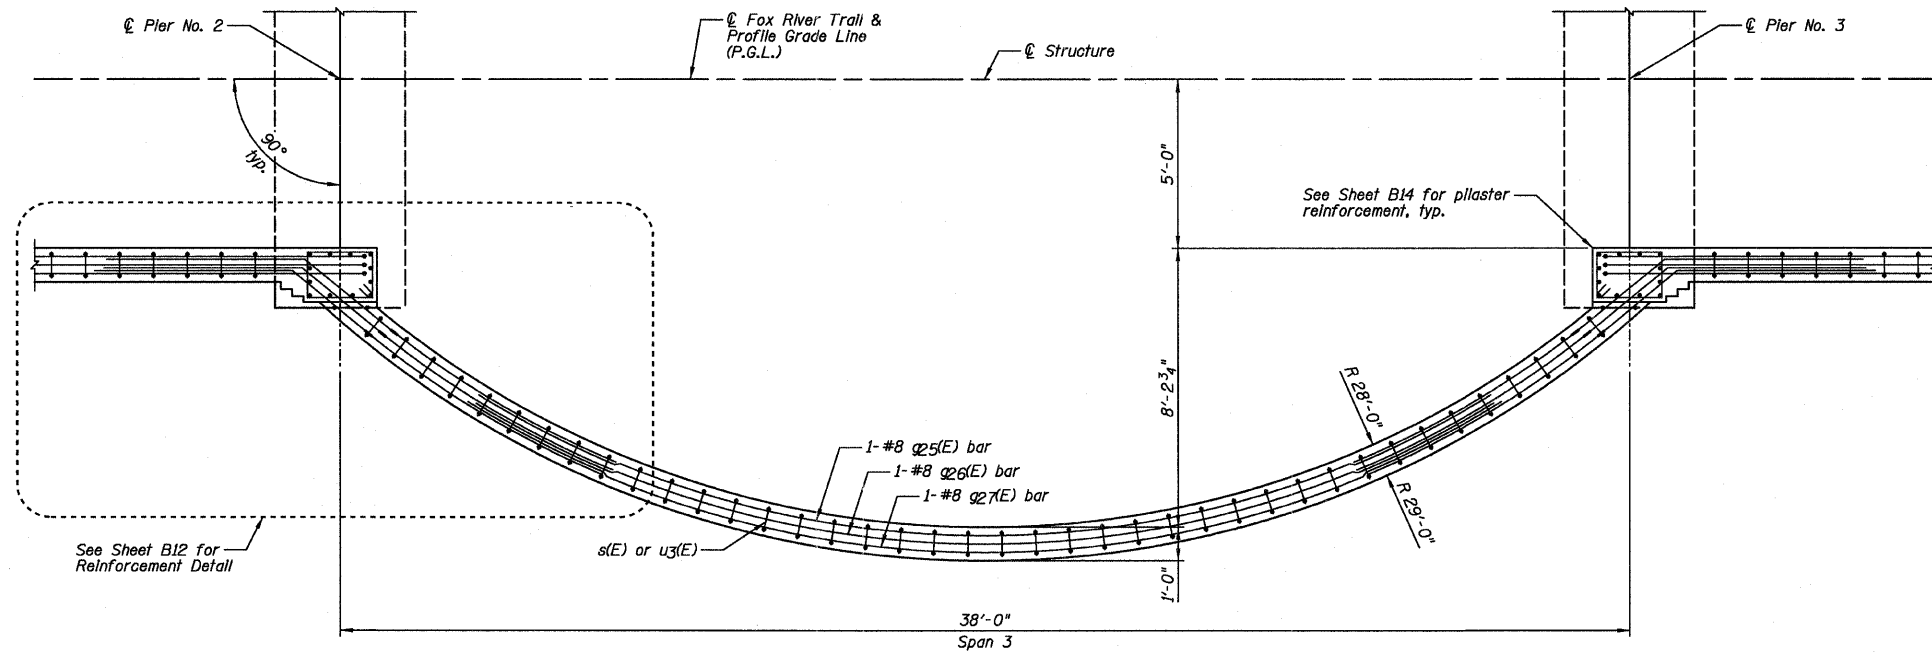 ℄ Pier No. 2
℄ Fox River Trail &
Profile Grade Line
(P.G.L.)
℄ Structure
℄ Pier No. 3
90°
typ.
5'-0"
See Sheet B14 for pilaster
reinforcement, typ.
8'-2¾"
R 28'-0"
1-#8 g25(E) bar
1-#8 g26(E) bar
1-#8 g27(E) bar
R 29'-0"
s(E) or u3(E)
See Sheet B12 for
Reinforcement Detail
1'-0"
38'-0"
Span 3